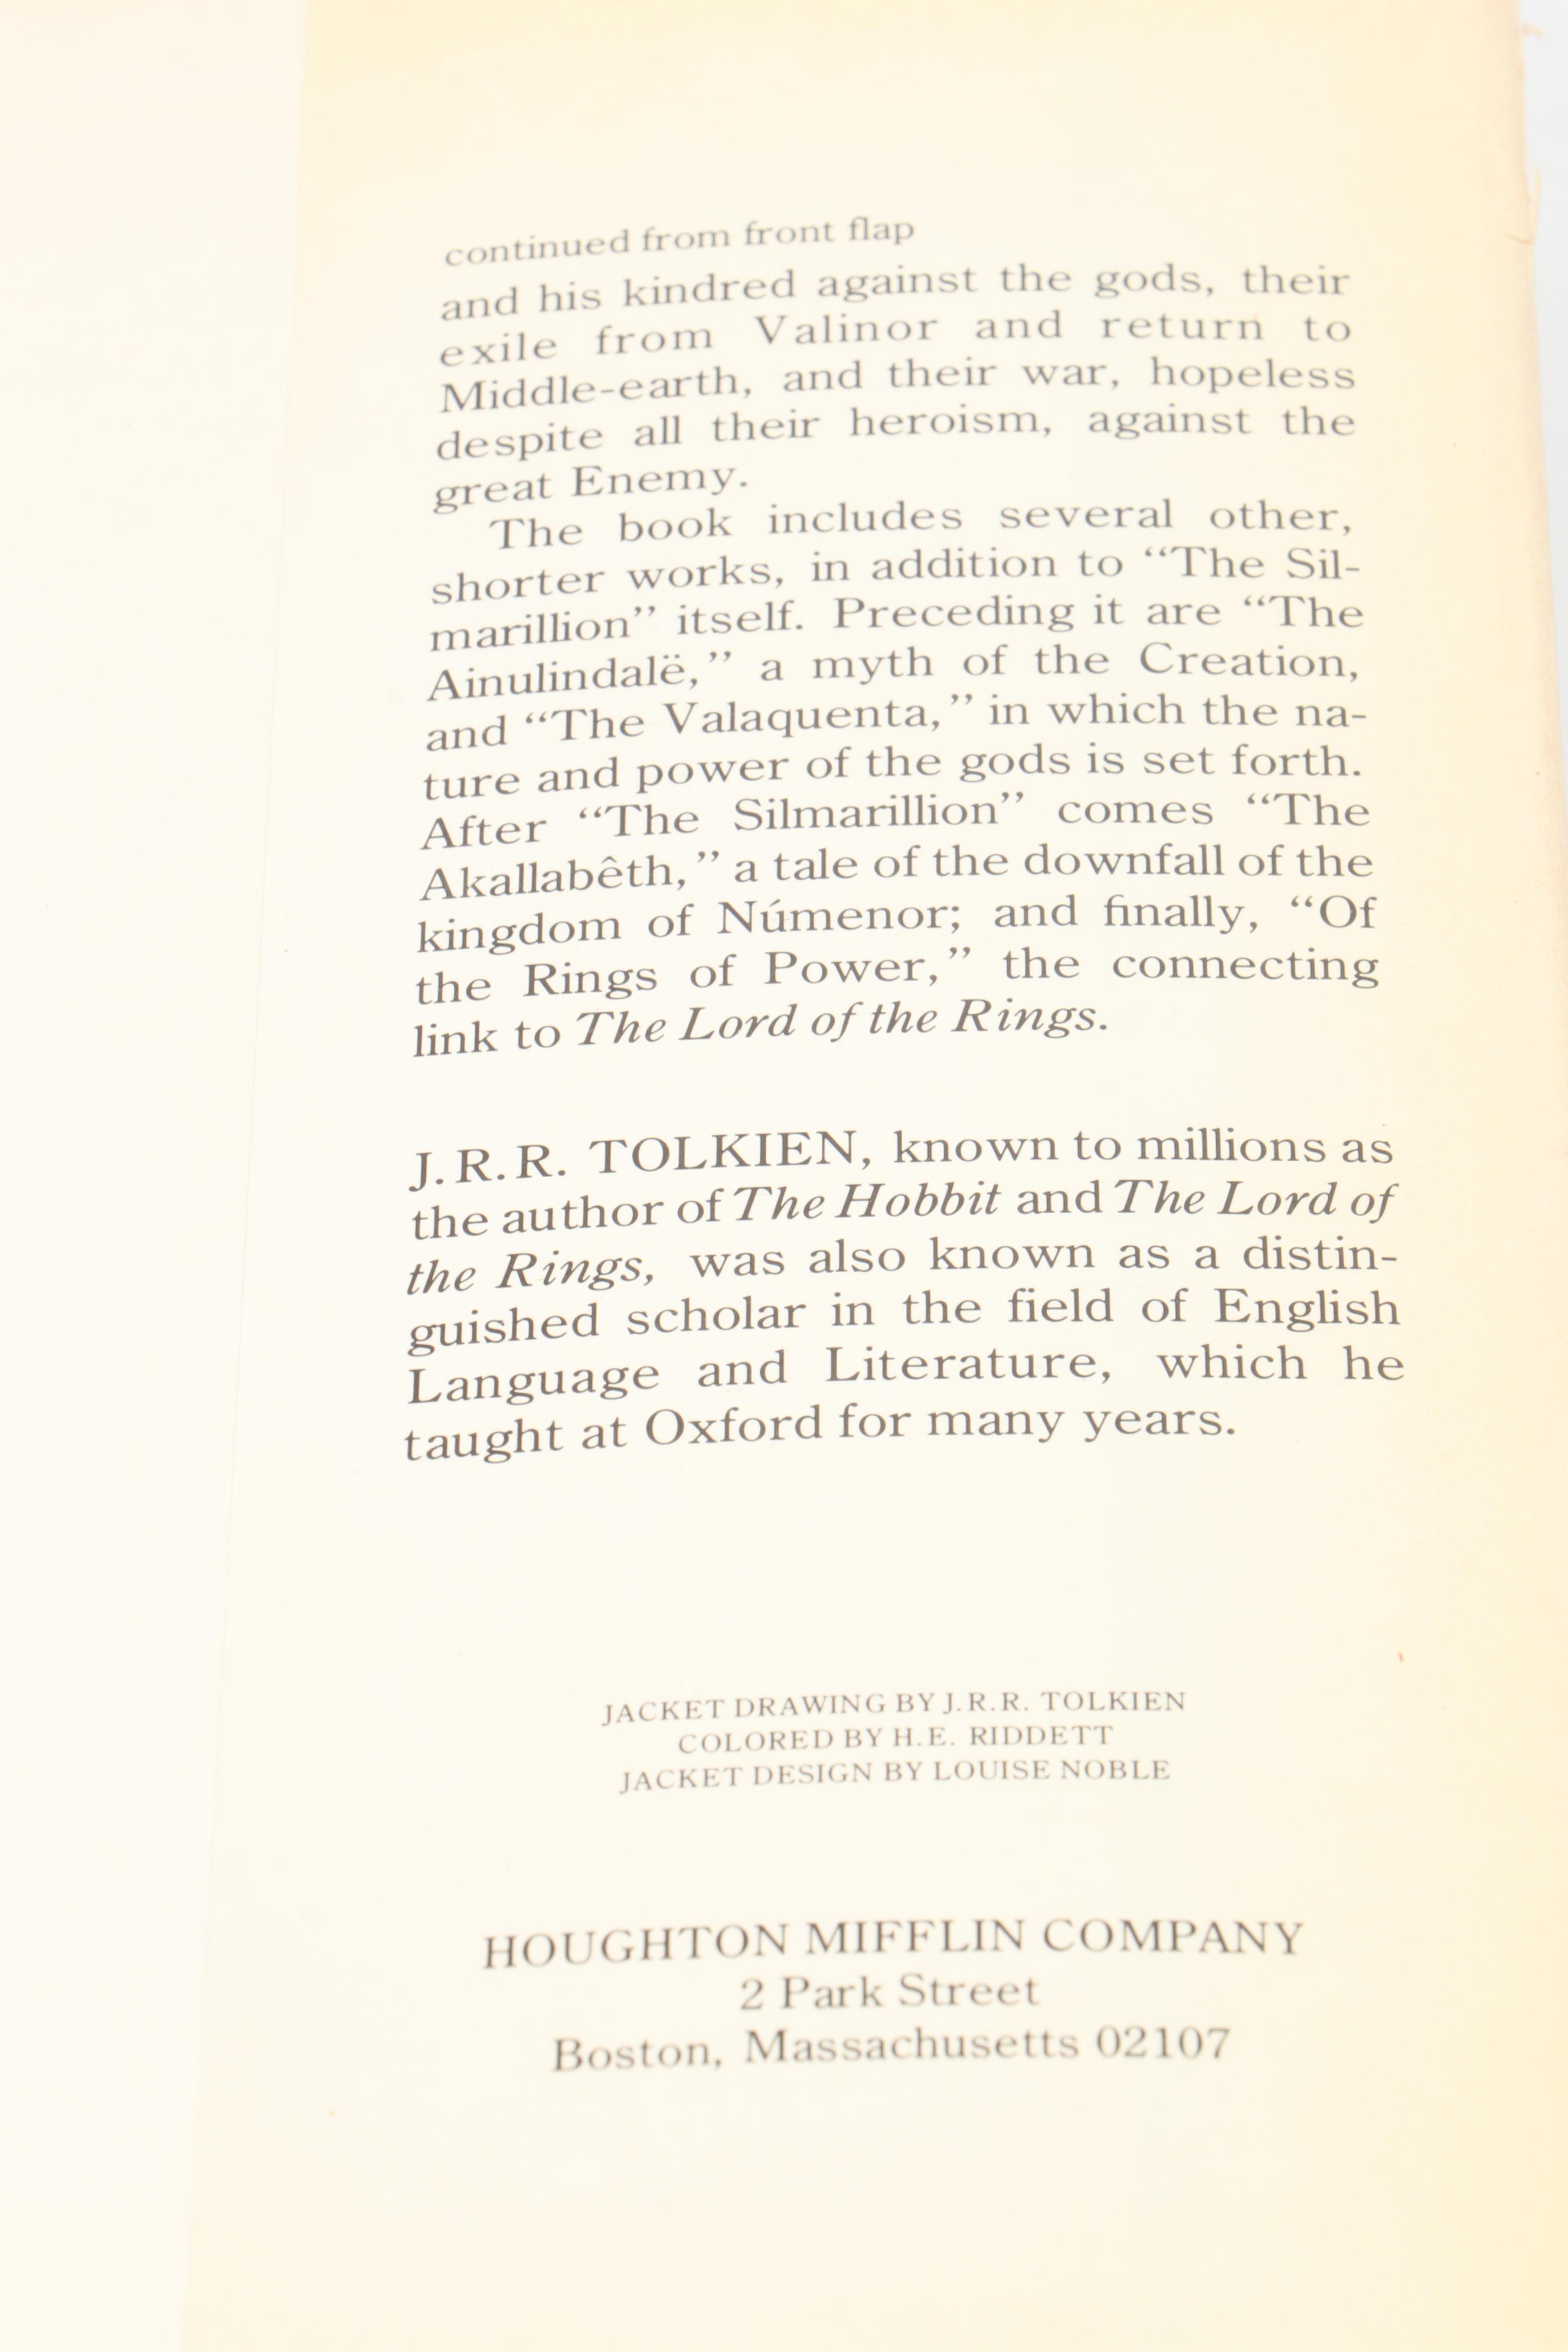 continued from front flap
and his kindred against the gods, their
exile from Valinor and return to
Middle-earth, and their war, hopeless
despite all their heroism, against the
great Enemy.
The book includes several other,
shorter works, in addition to “The Sil-
marillion” itself. Preceding it are “The
Ainulindalë,” a myth of the Creation,
and “The Valaquenta,” in which the na-
ture and power of the gods is set forth.
After “The Silmarillion” comes “The
Akallabêth,” a tale of the downfall of the
kingdom of Númenor; and finally, “Of
the Rings of Power,” the connecting
link to The Lord of the Rings.
J.R.R. TOLKIEN, known to millions as
the author of The Hobbit and The Lord of
the Rings, was also known as a distin-
guished scholar in the field of English
Language and Literature, which he
taught at Oxford for many years.
JACKET DRAWING BY J.R.R. TOLKIEN
COLORED BY H.E. RIDDETT
JACKET DESIGN BY LOUISE NOBLE
HOUGHTON MIFFLIN COMPANY
2 Park Street
Boston, Massachusetts 02107